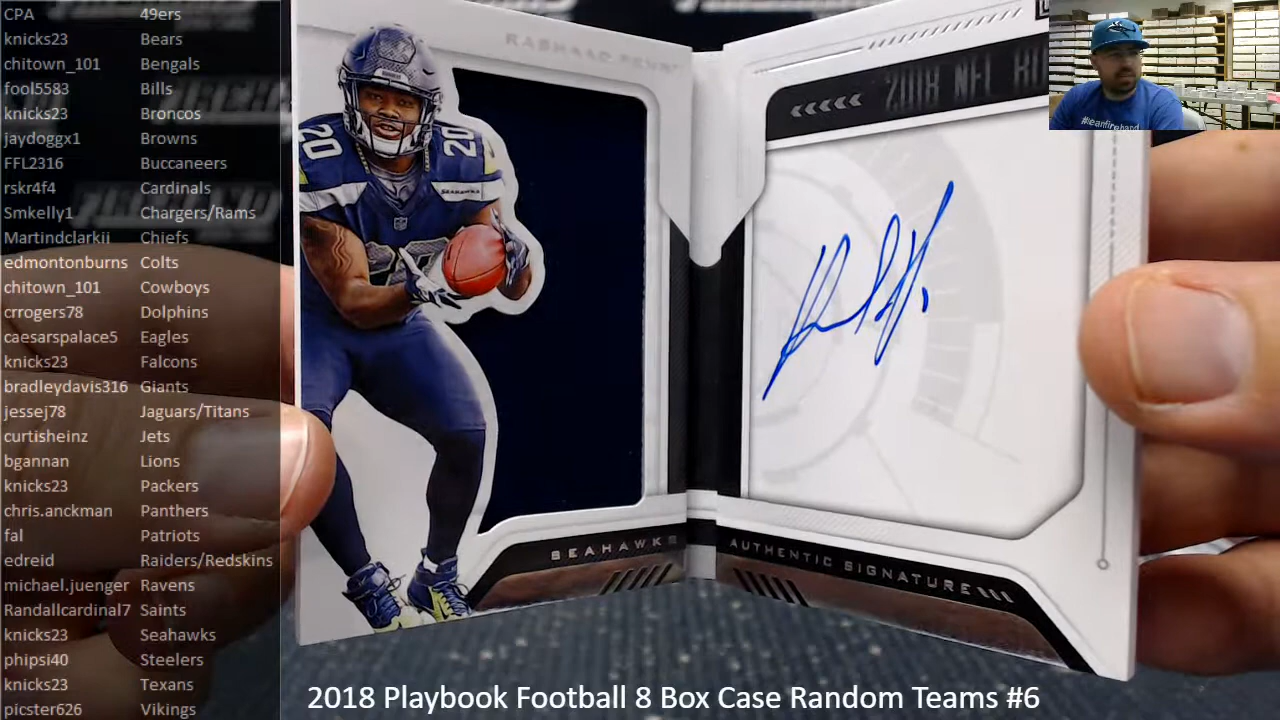 CPA 49ers
knicks23 Bears
chitown_101 Bengals
fool5583 Bills
knicks23 Broncos
jaydoggx1 Browns
FFL2316 Buccaneers
rskr4f4 Cardinals
Smkelly1 Chargers/Rams
Martindclarkii Chiefs
edmontonburns Colts
chitown_101 Cowboys
crrogers78 Dolphins
caesarspalace5 Eagles
knicks23 Falcons
bradleydavis316 Giants
jessej78 Jaguars/Titans
curtisheinz Jets
bgannan Lions
knicks23 Packers
chris.anckman Panthers
fal Patriots
edreid Raiders/Redskins
michael.juenger Ravens
Randallcardinal7 Saints
knicks23 Seahawks
phipsi40 Steelers
knicks23 Texans
picster626 Vikings
RASHAAD PENNY
20 20
SEAHAWKS
SEAHAWKS
2018 NFL
AUTHENTIC SIGNATURE
#leanfirehand
2018 Playbook Football 8 Box Case Random Teams #6